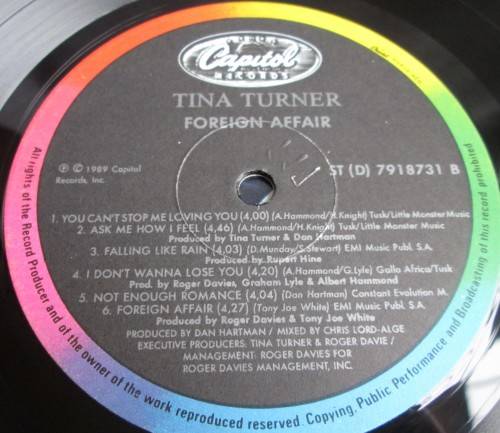 Capitol
RECORDS
TINA TURNER
FOREIGN AFFAIR
℗ © 1989 Capitol
Records, Inc.
ST (D) 7918731 B
1. YOU CAN'T STOP ME LOVING YOU (4,00) (A.Hammond/H.Knight) Tusk/Little Monster Music
2. ASK ME HOW I FEEL (4,46) (A.Hammond/H.Knight) Tusk/Little Monster Music
Produced by Tina Turner & Dan Hartman
3. FALLING LIKE RAIN (4,03) (D.Munday/S.Stewart) EMI Music Publ. S.A.
Produced by Rupert Hine
4. I DON'T WANNA LOSE YOU (4,20) (A.Hammond/G.Lyle) Gallo Africa/Tusk
Prod. by Roger Davies, Graham Lyle & Albert Hammond
5. NOT ENOUGH ROMANCE (4,04) (Dan Hartman) Constant Evolution M.
6. FOREIGN AFFAIR (4,27) (Tony Joe White) EMI Music Publ. S.A.
Produced by Roger Davies & Tony Joe White
PRODUCED BY DAN HARTMAN / MIXED BY CHRIS LORD-ALGE
EXECUTIVE PRODUCERS: TINA TURNER & ROGER DAVIE /
MANAGEMENT: ROGER DAVIES FOR
ROGER DAVIES MANAGEMENT, INC.
All rights of the Record Producer and of the owner of the work reproduced reserved. Copying, Public Performance and Broadcasting of this record prohibited